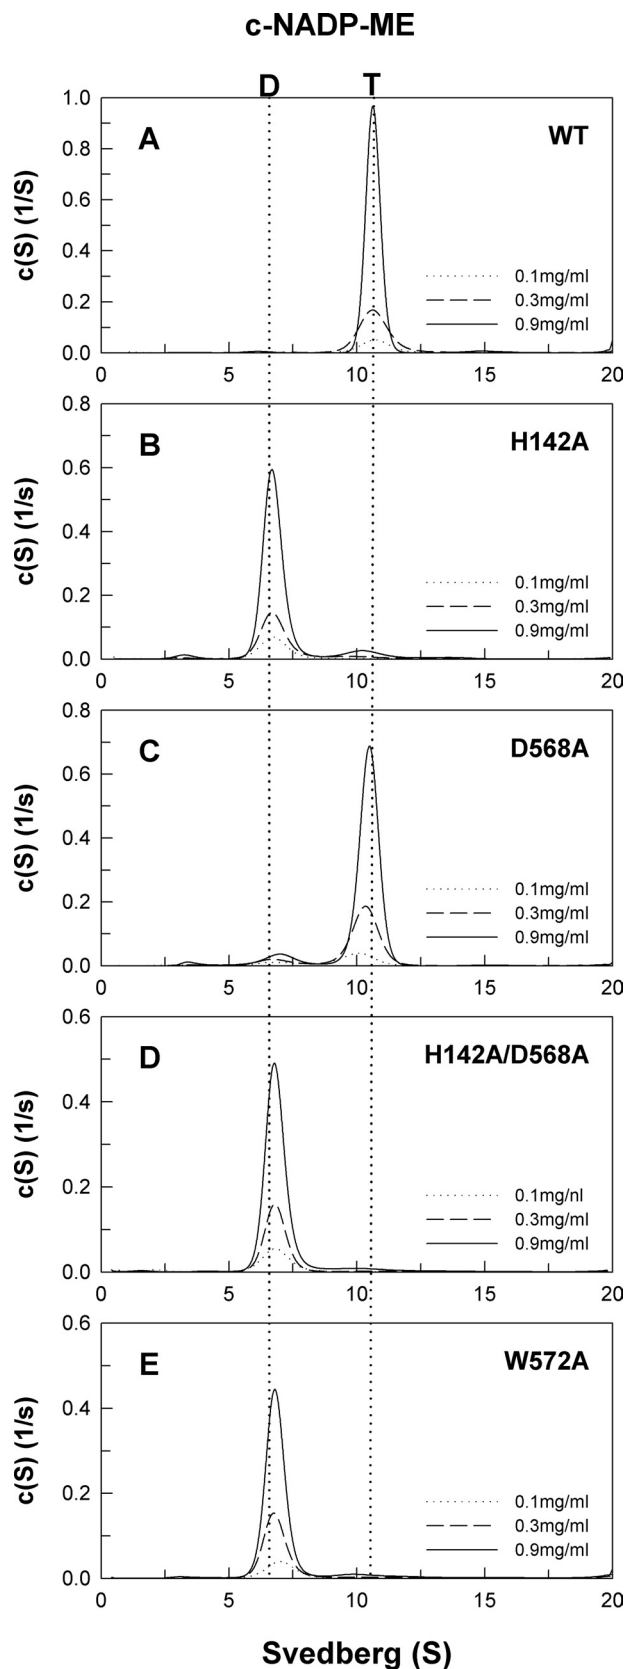 c-NADP-ME
D T
1.0
A
WT
0.8
0.6
c(S) (1/S)
0.4
0.1mg/ml
0.3mg/ml
0.2
0.9mg/ml
0.0
0 5 10 15 20
0.8
B
H142A
0.6
c(S) (1/s)
0.4
0.1mg/ml
0.2
0.3mg/ml
0.9mg/ml
0.0
0 5 10 15 20
0.8
C
D568A
0.6
c(S) (1/s)
0.4
0.1mg/ml
0.2
0.3mg/ml
0.9mg/ml
0.0
0 5 10 15 20
0.6
D
H142A/D568A
0.4
c(S) (1/s)
0.2
0.1mg/nl
0.3mg/ml
0.9mg/ml
0.0
0 5 10 15 20
0.6
E
W572A
0.4
c(S) (1/s)
0.2
0.1mg/ml
0.3mg/ml
0.9mg/ml
0.0
0 5 10 15 20
Svedberg (S)